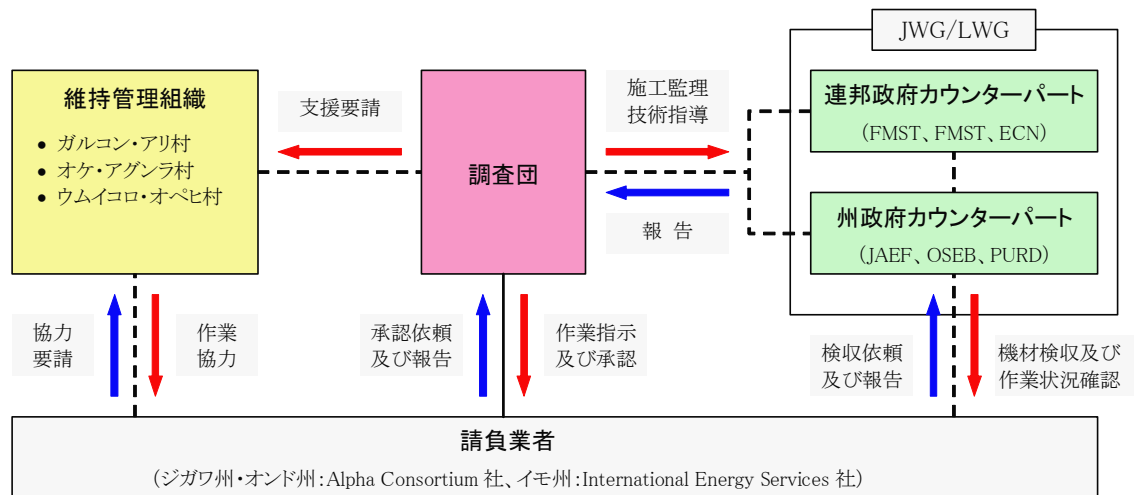 JWG/LWG
維持管理組織
• ガルコン・アリ村
• オケ・アグンラ村
• ウムイコロ・オペヒ村
支援要請
調査団
施工監理
技術指導
報 告
連邦政府カウンターパート
(FMST、FMST、ECN)
州政府カウンターパート
(JAEF、OSEB、PURD)
協力
要請
作業
協力
承認依頼
及び報告
作業指示
及び承認
検収依頼
及び報告
機材検収及び
作業状況確認
請負業者
(ジガワ州・オンド州:Alpha Consortium 社、イモ州:International Energy Services 社)